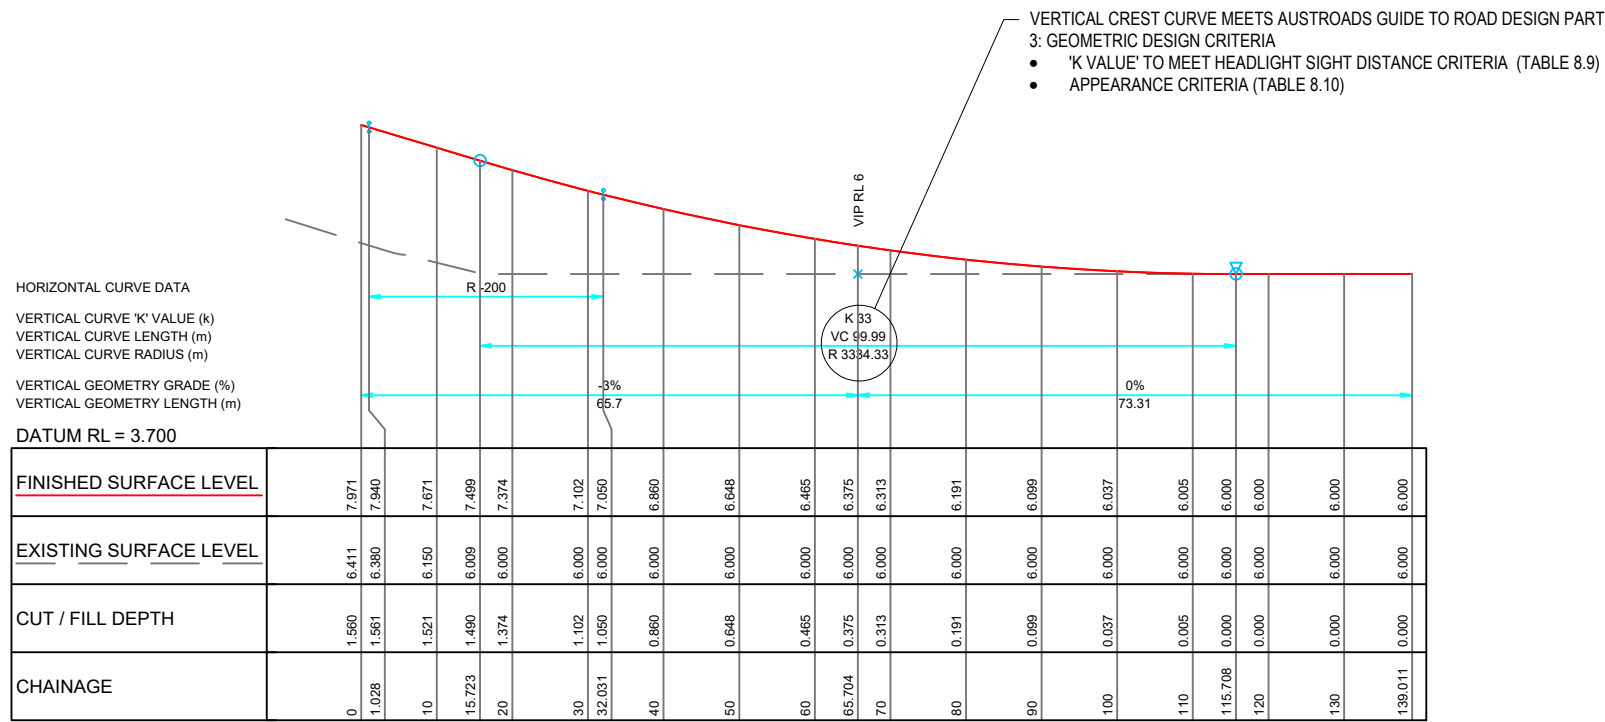 VERTICAL CREST CURVE MEETS AUSTROADS GUIDE TO ROAD DESIGN PART
3: GEOMETRIC DESIGN CRITERIA
• 'K VALUE' TO MEET HEADLIGHT SIGHT DISTANCE CRITERIA (TABLE 8.9)
• APPEARANCE CRITERIA (TABLE 8.10)
VIP RL 6
HORIZONTAL CURVE DATA
R -200
VERTICAL CURVE 'K' VALUE (k)
VERTICAL CURVE LENGTH (m)
VERTICAL CURVE RADIUS (m)
K 33
VC 99.99
R 3334.33
VERTICAL GEOMETRY GRADE (%)
-3% 0%
VERTICAL GEOMETRY LENGTH (m)
65.7 73.31
DATUM RL = 3.700
FINISHED SURFACE LEVEL 7.971 7.940 7.671 7.499 7.374 7.102 7.050 6.860 6.648 6.465 6.375 6.313 6.191 6.099 6.037 6.005 6.000 6.000 6.000 6.000
EXISTING SURFACE LEVEL 6.411 6.380 6.150 6.009 6.000 6.000 6.000 6.000 6.000 6.000 6.000 6.000 6.000 6.000 6.000 6.000 6.000 6.000 6.000 6.000
CUT / FILL DEPTH 1.560 1.561 1.521 1.490 1.374 1.102 1.050 0.860 0.648 0.465 0.375 0.313 0.191 0.099 0.037 0.005 0.000 0.000 0.000 0.000
CHAINAGE 0 1.028 10 15.723 20 30 32.031 40 50 60 65.704 70 80 90 100 110 115.708 120 130 139.011